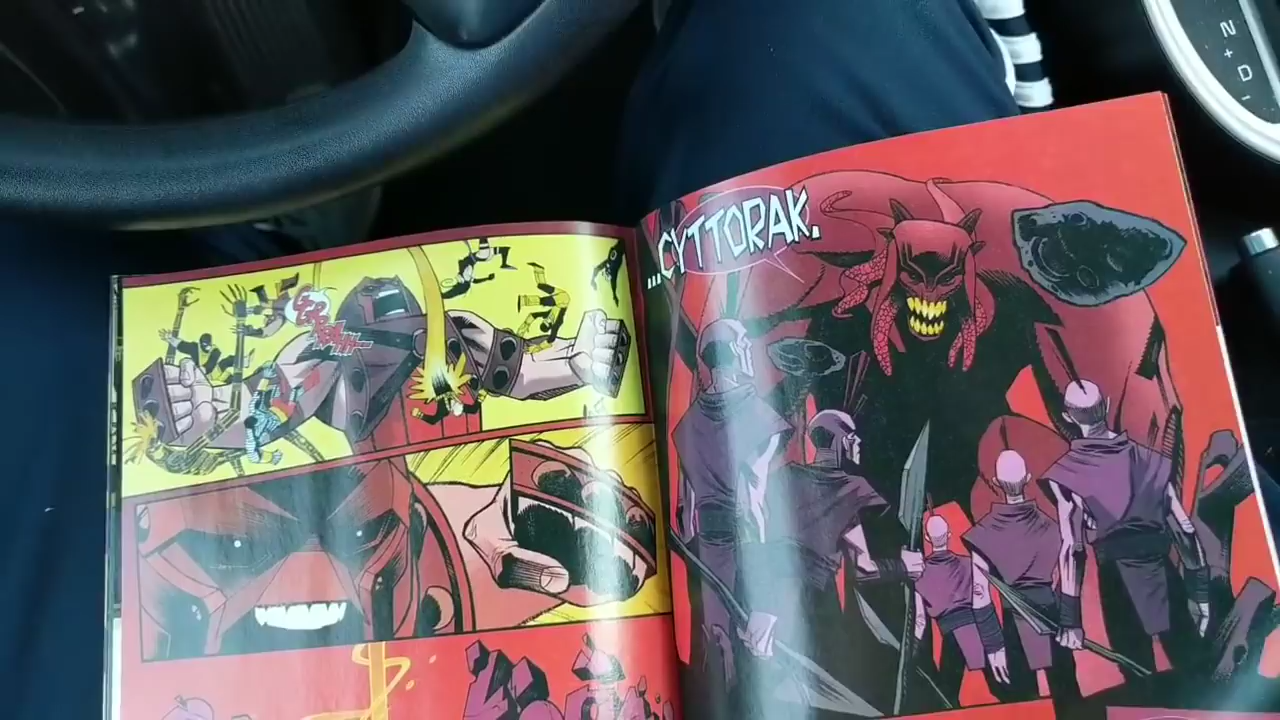 ...CYTTORAK.
N
+
D
-